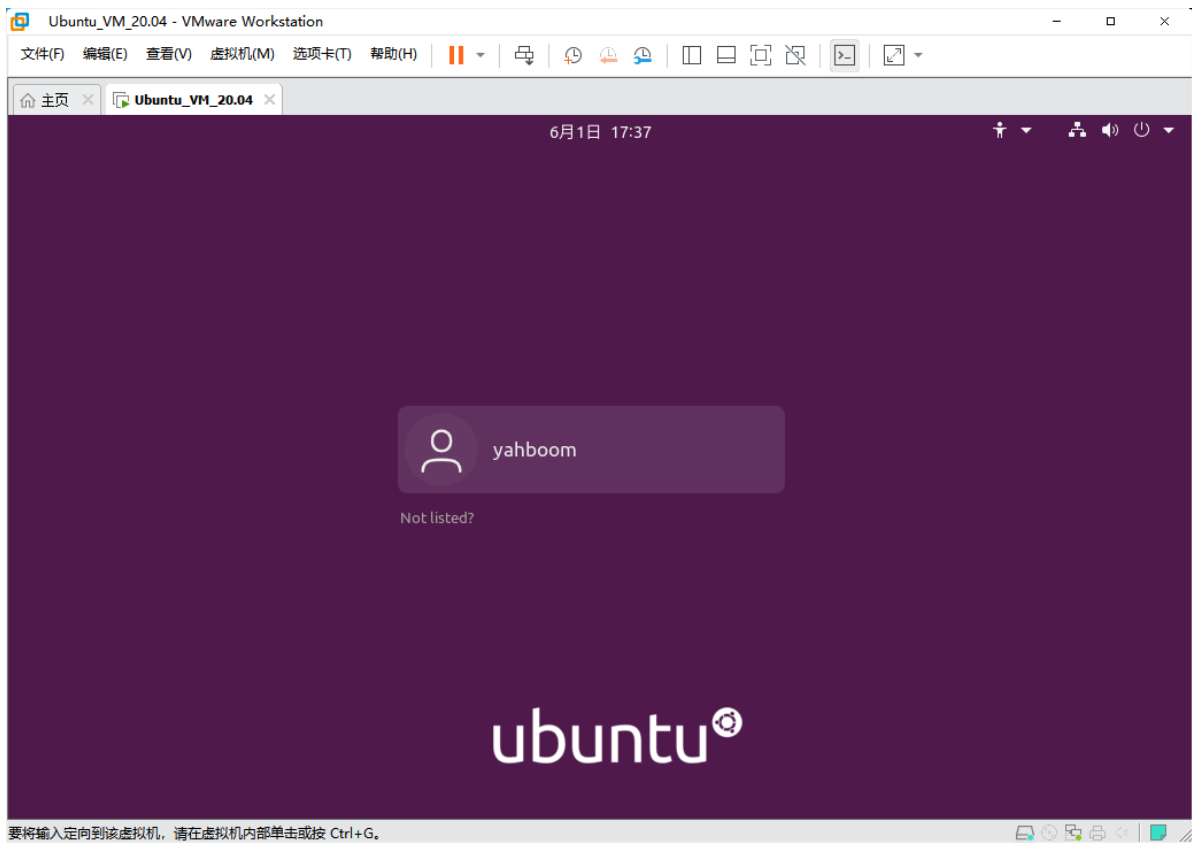 Ubuntu_VM_20.04 - VMware Workstation
文件(F) 编辑(E) 查看(V) 虚拟机(M) 选项卡(T) 帮助(H)
主页 Ubuntu_VM_20.04
6月1日 17:37
yahboom
Not listed?
ubuntu
要将输入定向到该虚拟机，请在虚拟机内部单击或按 Ctrl+G。